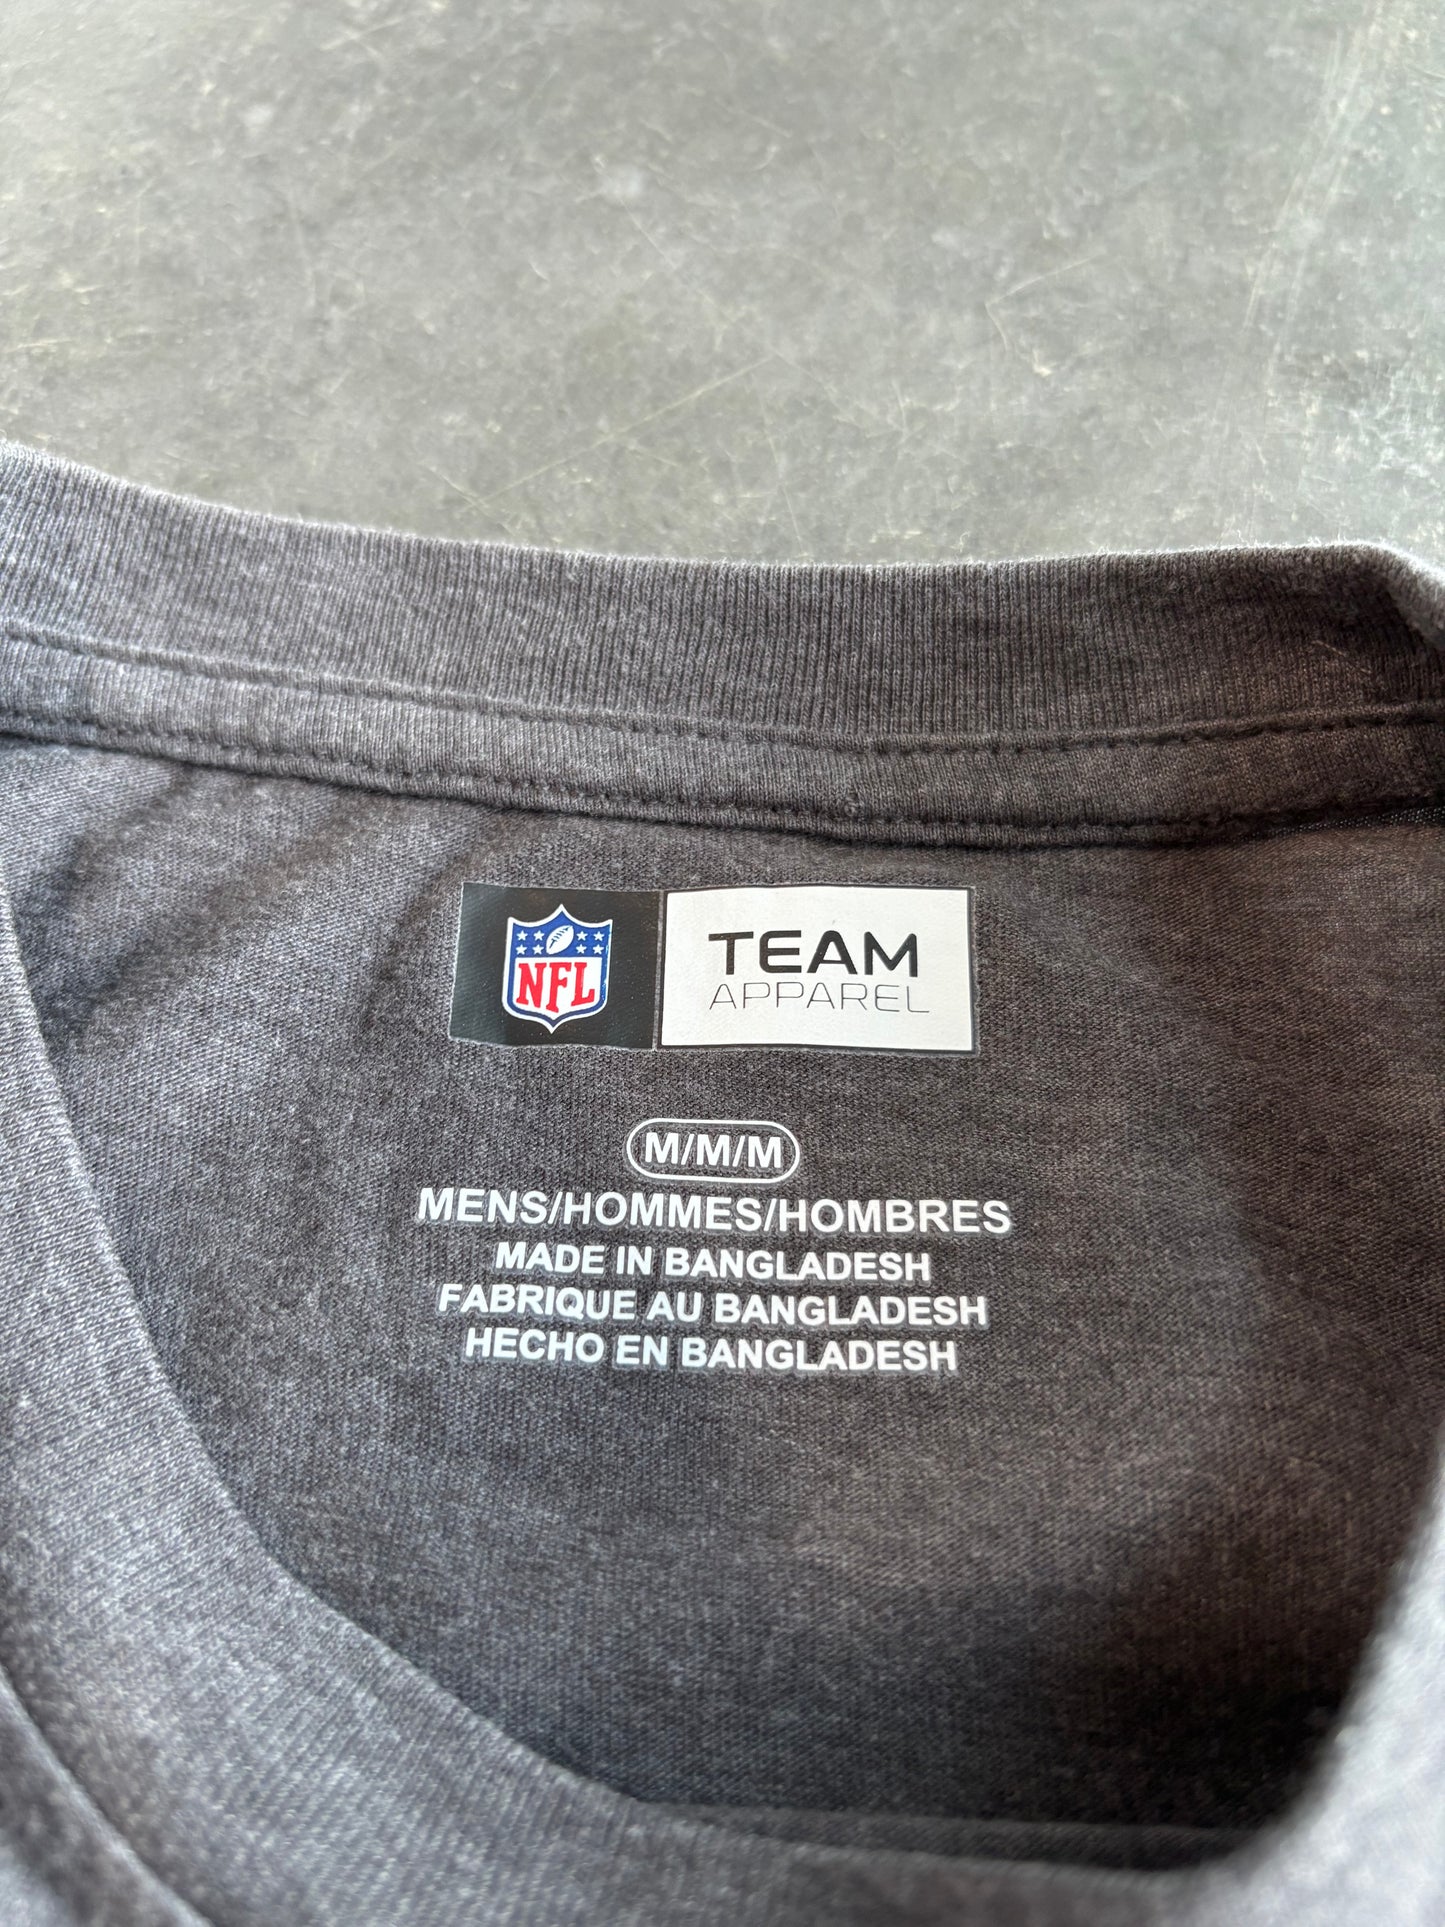 NFL
TEAM
APPAREL
M/M/M
MENS/HOMMES/HOMBRES
MADE IN BANGLADESH
FABRIQUE AU BANGLADESH
HECHO EN BANGLADESH